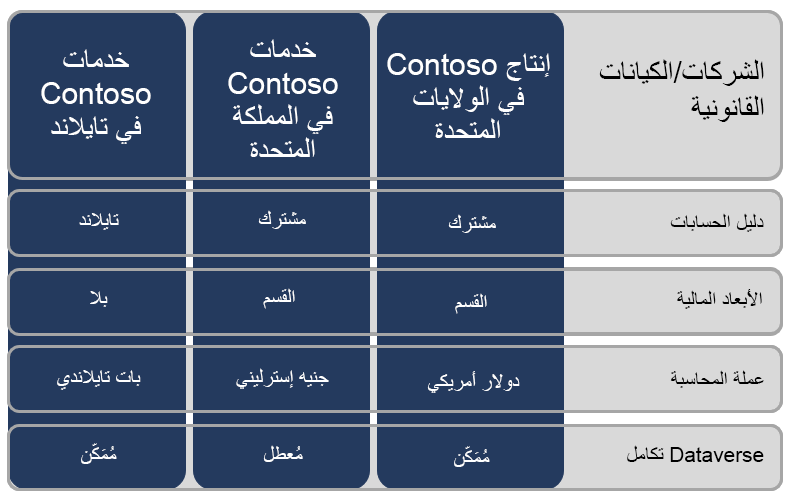 الشركات/الكيانات
القانونية
إنتاج Contoso
في الولايات
المتحدة
خدمات
Contoso
في المملكة
المتحدة
خدمات
Contoso
في تايلاند
دليل الحسابات
مشترك
مشترك
تايلاند
الأبعاد المالية
القسم
القسم
بلا
عملة المحاسبة
دولار أمريكي
جنيه إسترليني
بات تايلاندي
Dataverse تكامل
مُمَكّن
مُعطل
مُمَكّن